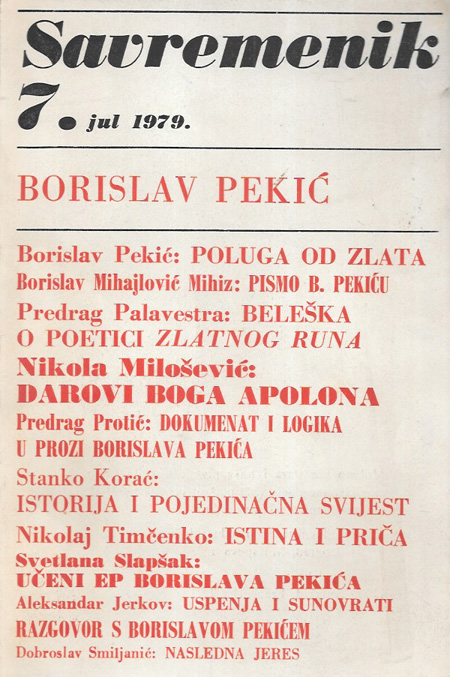 Savremenik
7. jul 1979.
BORISLAV PEKIĆ
Borislav Pekić: POLUGA OD ZLATA
Borislav Mihajlović Mihiz: PISMO B. PEKIĆU
Predrag Palavestra: BELEŠKA
O POETICI ZLATNOG RUNA
Nikola Milošević:
DAROVI BOGA APOLONA
Predrag Protić: DOKUMENAT I LOGIKA
U PROZI BORISLAVA PEKIĆA
Stanko Korać:
ISTORIJA I POJEDINAČNA SVIJEST
Nikolaj Timčenko: ISTINA I PRIČA
Svetlana Slapšak:
UČENI EP BORISLAVA PEKIĆA
Aleksandar Jerkov: USPENJA I SUNOVRATI
RAZGOVOR S BORISLAVOM PEKIĆEM
Dobroslav Smiljanić: NASLEDNA JERES